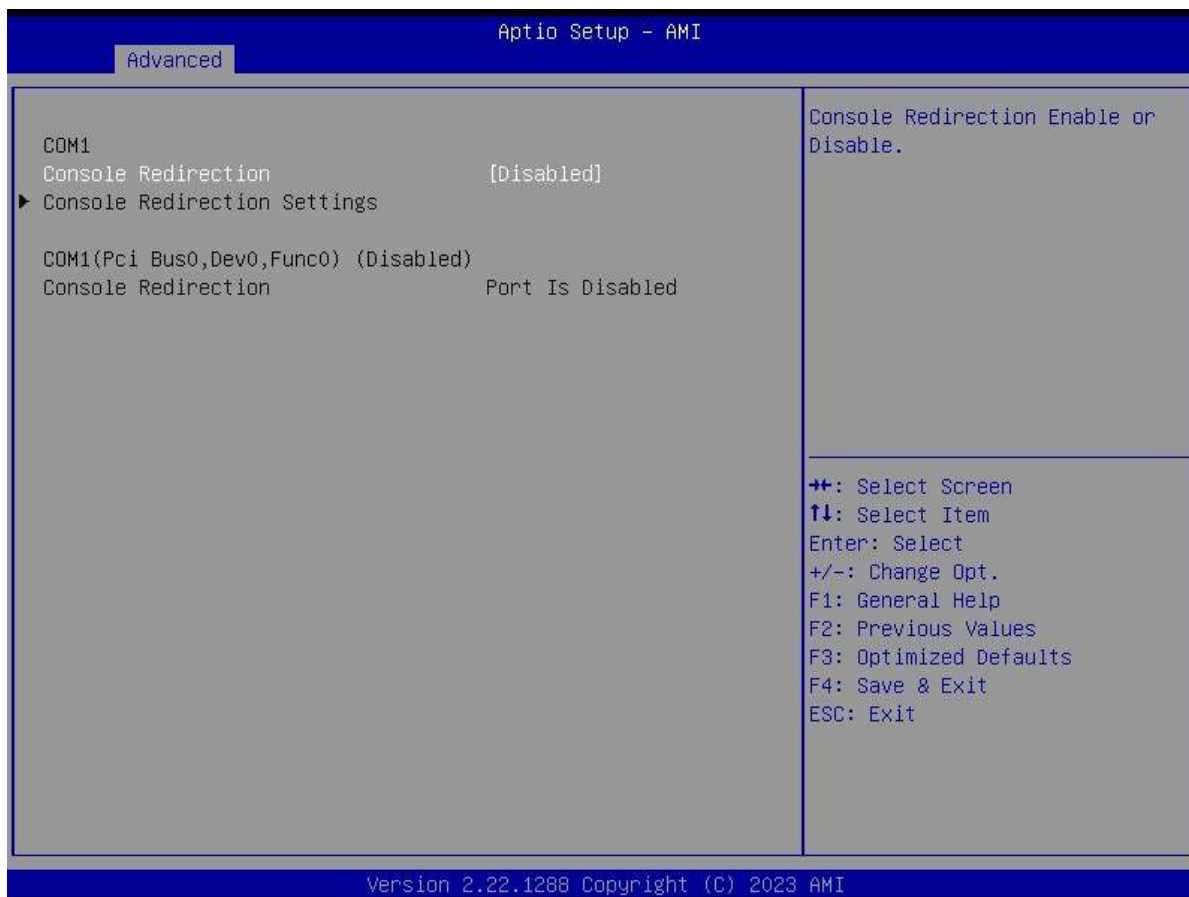 Aptio Setup – AMI
Advanced
COM1
Console Redirection [Disabled]
▶ Console Redirection Settings
COM1(Pci Bus0,Dev0,Func0) (Disabled)
Console Redirection Port Is Disabled
Console Redirection Enable or
Disable.
→←: Select Screen
↑↓: Select Item
Enter: Select
+/-: Change Opt.
F1: General Help
F2: Previous Values
F3: Optimized Defaults
F4: Save & Exit
ESC: Exit
Version 2.22.1288 Copyright (C) 2023 AMI